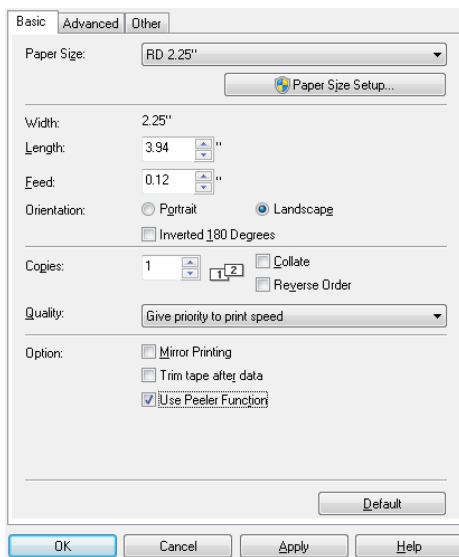 Basic Advanced Other
Paper Size: RD 2.25"
Paper Size Setup...
Width: 2.25"
Length: 3.94 "
Feed: 0.12 "
Orientation: Portrait Landscape
Inverted 180 Degrees
Copies: 1 1 2 Collate
Reverse Order
Quality: Give priority to print speed
Option: Mirror Printing
Trim tape after data
Use Peeler Function
Default
OK Cancel Apply Help